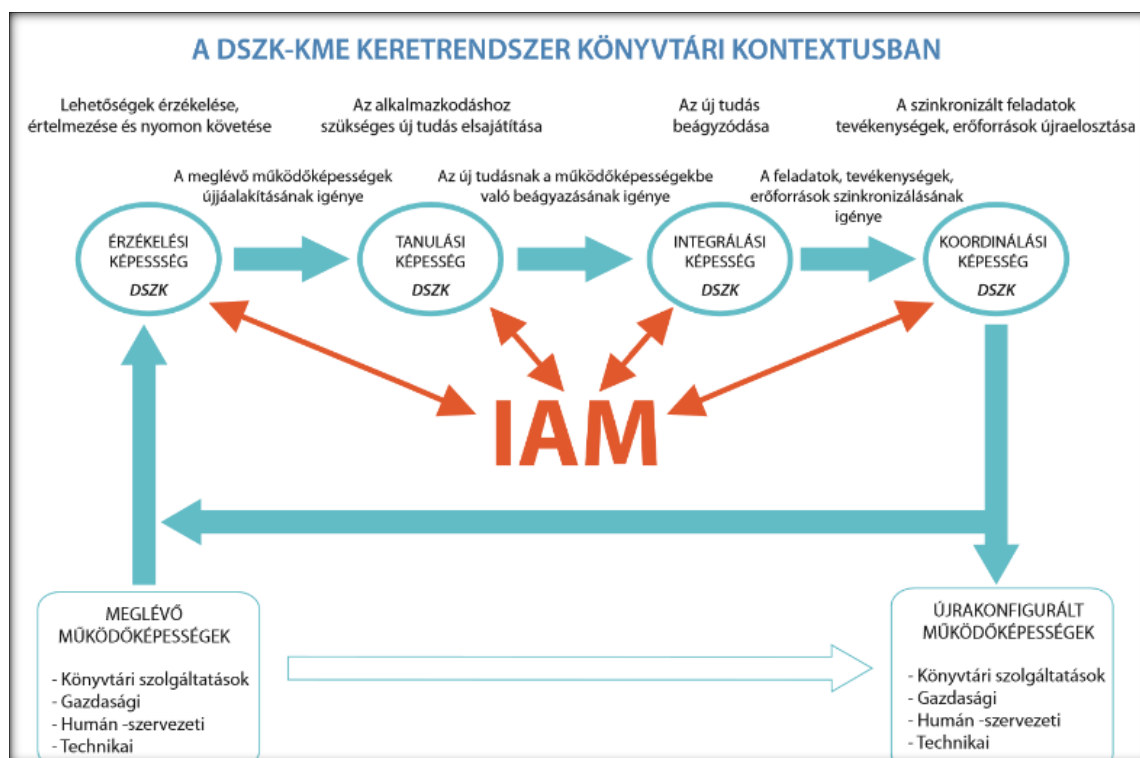 A DSZK-KME KERETRENDSZER KÖNYVTÁRI KONTEXTUSBAN
Lehetőségek érzékelése,
értelmezése és nyomon követése
Az alkalmazkodáshoz
szükséges új tudás elsajátítása
Az új tudás
beágyzódása
A szinkronizált feladatok
tevékenységek, erőforrások újraelosztása
A meglévő működőképességek
újjáalakításának igénye
Az új tudásnak a működőképességekbe
való beágyazásának igénye
A feladatok, tevékenységek,
erőforrások szinkronizálásának
igénye
ÉRZÉKELÉSI
KÉPESSSÉG
DSZK
TANULÁSI
KÉPESSÉG
DSZK
INTEGRÁLÁSI
KÉPESSÉG
DSZK
KOORDINÁLÁSI
KÉPESSÉG
DSZK
IAM
MEGLÉVŐ
MŰKÖDŐKÉPESSÉGEK
- Könyvtári szolgáltatások
- Gazdasági
- Humán -szervezeti
- Technikai
ÚJRAKONFIGURÁLT
MŰKÖDŐKÉPESSÉGEK
- Könyvtári szolgáltatások
- Gazdasági
- Humán -szervezeti
- Technikai